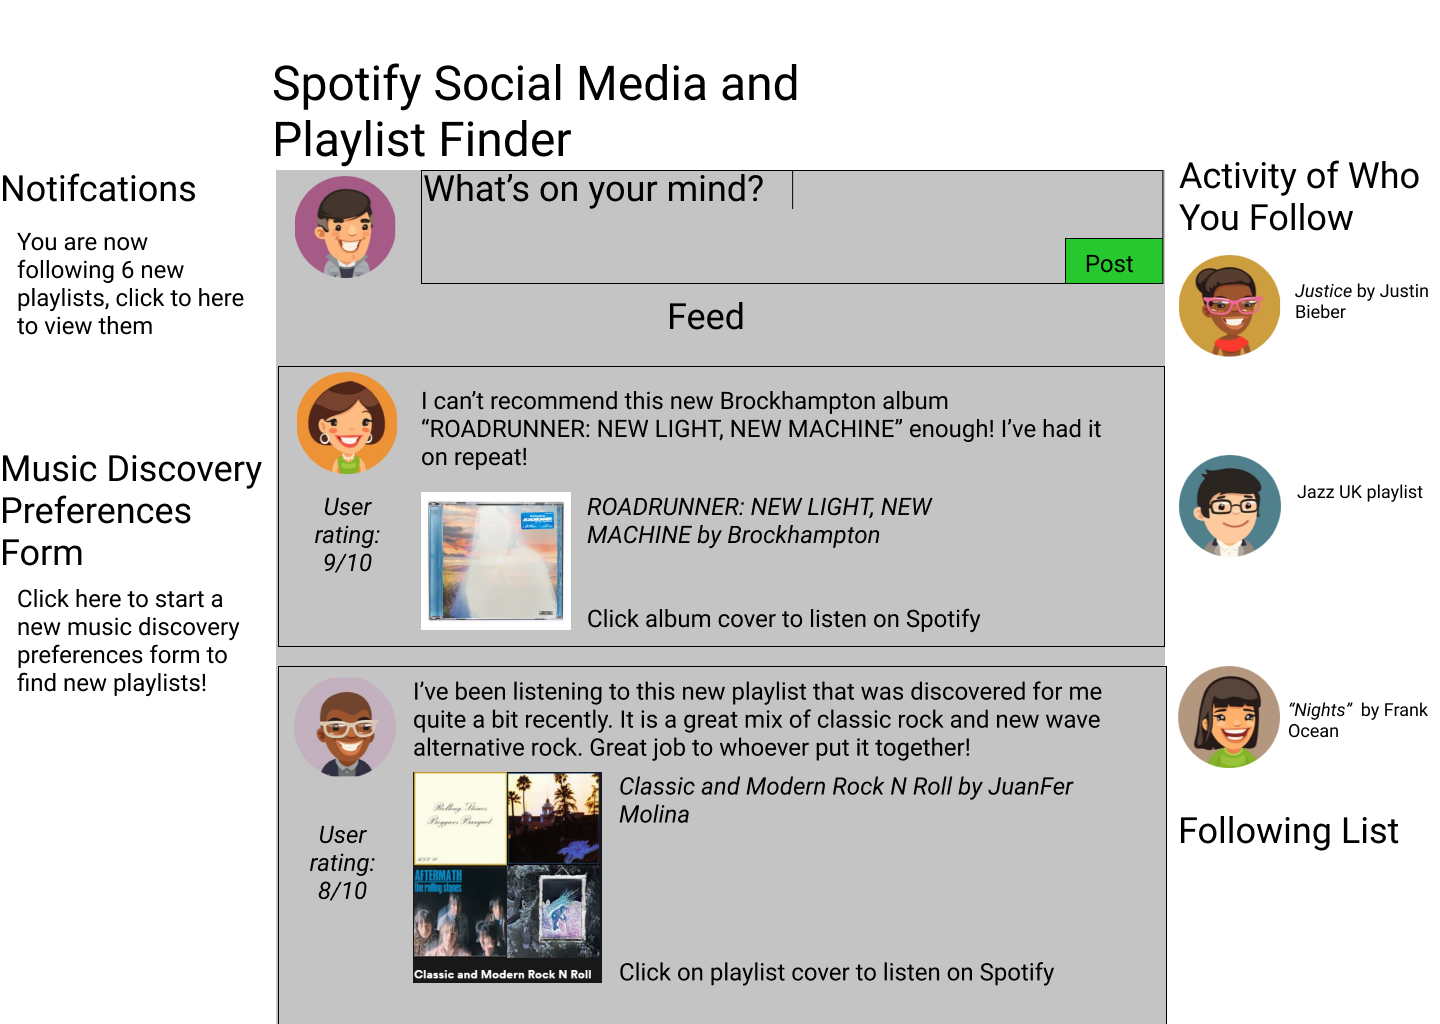 Spotify Social Media and
Playlist Finder
Notifcations
You are now
following 6 new
playlists, click to here
to view them
Music Discovery
Preferences
Form
Click here to start a
new music discovery
preferences form to
find new playlists!
What’s on your mind?
Post
Feed
I can’t recommend this new Brockhampton album
“ROADRUNNER: NEW LIGHT, NEW MACHINE” enough! I’ve had it
on repeat!
User
rating:
9/10
ROADRUNNER
ROADRUNNER: NEW LIGHT, NEW
MACHINE by Brockhampton
Click album cover to listen on Spotify
I’ve been listening to this new playlist that was discovered for me
quite a bit recently. It is a great mix of classic rock and new wave
alternative rock. Great job to whoever put it together!
User
rating:
8/10
Rolling Stones
Beggars Banquet
AFTERMATH
the rolling stones
Classic and Modern Rock N Roll
Classic and Modern Rock N Roll by JuanFer
Molina
Click on playlist cover to listen on Spotify
Activity of Who
You Follow
Justice by Justin
Bieber
Jazz UK playlist
“Nights” by Frank
Ocean
Following List